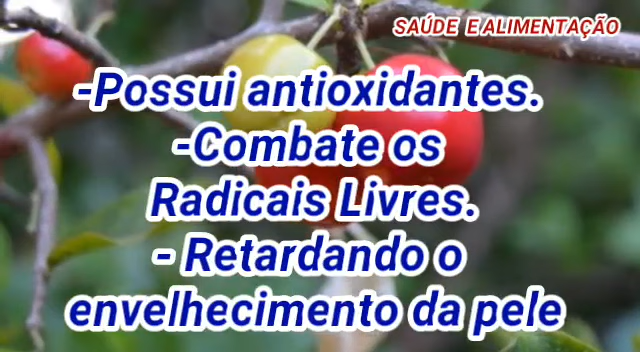 SAÚDE E ALIMENTAÇÃO
-Possui antioxidantes.
-Combate os
Radicais Livres.
- Retardando o
envelhecimento da pele